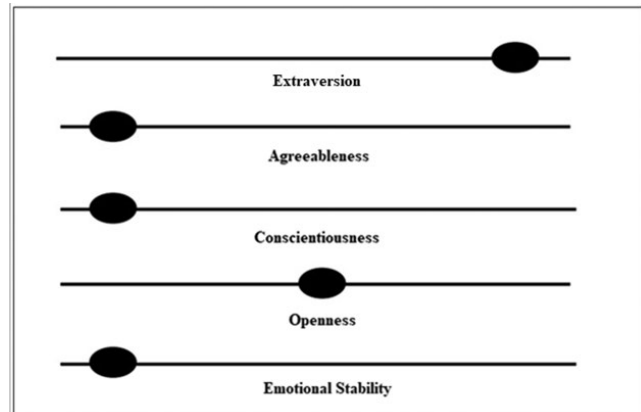 Extraversion
Agreeableness
Conscientiousness
Openness
Emotional Stability